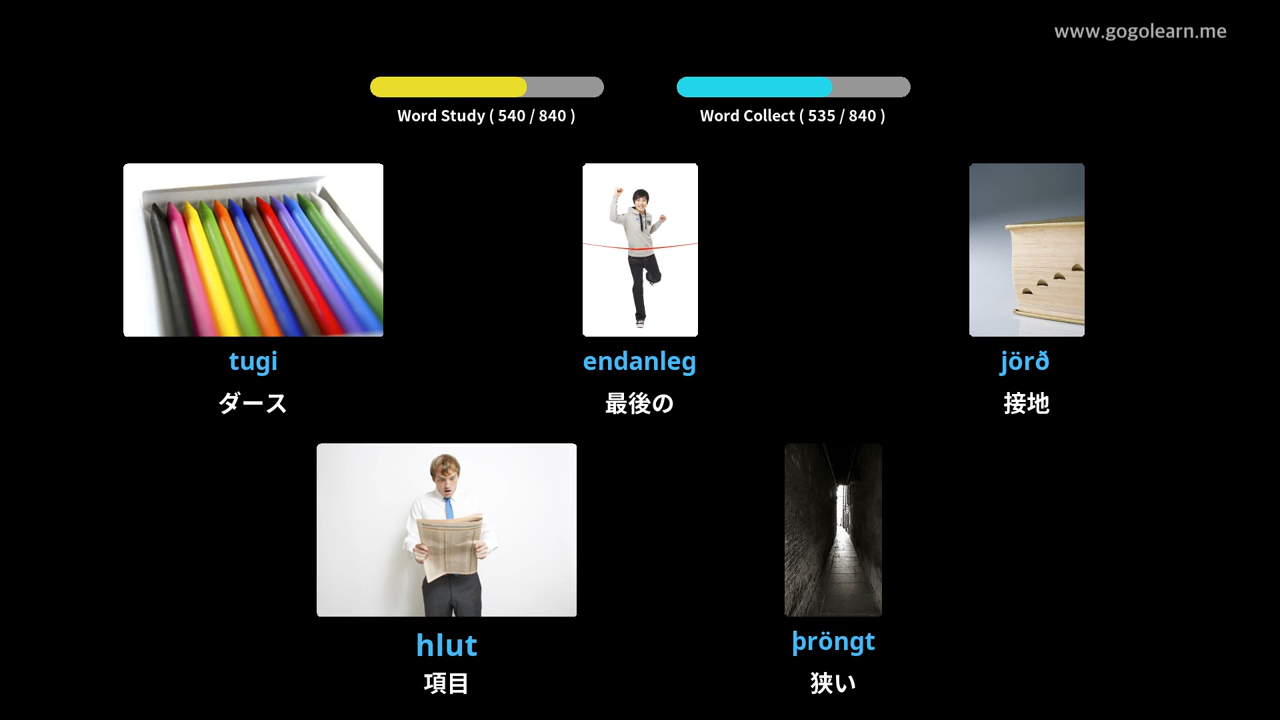 www.gogolearn.me
Word Study ( 540 / 840 )
Word Collect ( 535 / 840 )
tugi
ダース
endanleg
最後の
jörð
接地
hlut
項目
þröngt
狭い